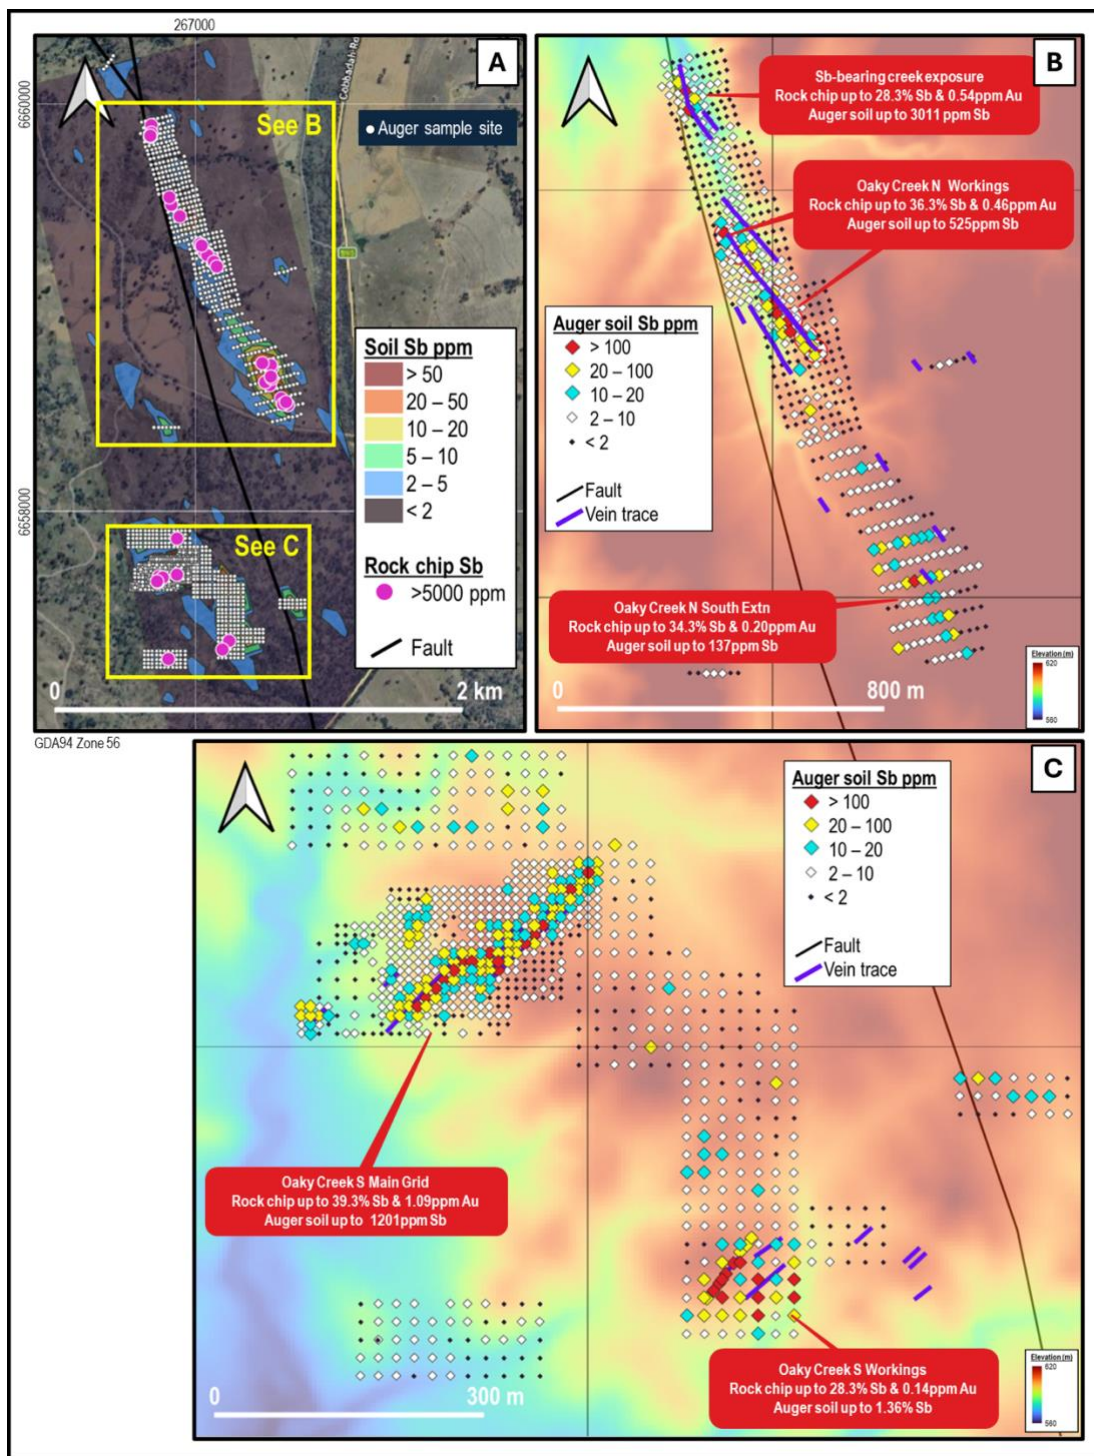 267000
6660000
6658000
A
Cobbadah Rd
See B
Auger sample site
See C
Soil Sb ppm
> 50
20 – 50
10 – 20
5 – 10
2 – 5
< 2
Rock chip Sb
>5000 ppm
Fault
0 2 km
GDA94 Zone 56
B
Sb-bearing creek exposure
Rock chip up to 28.3% Sb & 0.54ppm Au
Auger soil up to 3011 ppm Sb
Oaky Creek N Workings
Rock chip up to 36.3% Sb & 0.46ppm Au
Auger soil up to 525ppm Sb
Auger soil Sb ppm
> 100
20 – 100
10 – 20
2 – 10
< 2
Fault
Vein trace
Oaky Creek N South Extn
Rock chip up to 34.3% Sb & 0.20ppm Au
Auger soil up to 137ppm Sb
0 800 m
Elevation (m)
620
560
C
Auger soil Sb ppm
> 100
20 – 100
10 – 20
2 – 10
< 2
Fault
Vein trace
Oaky Creek S Main Grid
Rock chip up to 39.3% Sb & 1.09ppm Au
Auger soil up to 1201ppm Sb
Oaky Creek S Workings
Rock chip up to 28.3% Sb & 0.14ppm Au
Auger soil up to 1.36% Sb
0 300 m
Elevation (m)
620
560